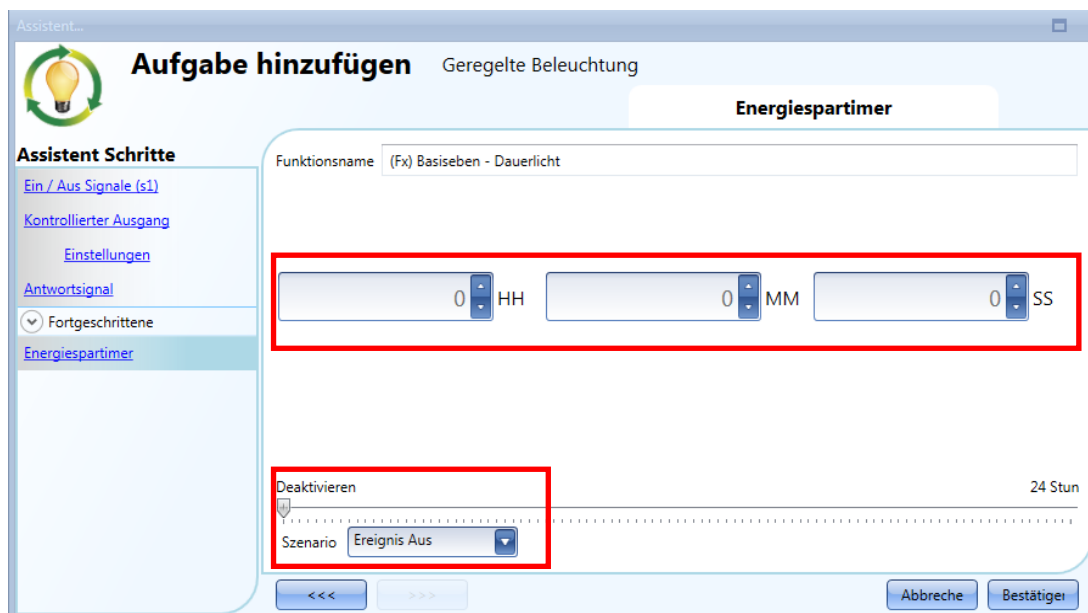 Assistent...
Aufgabe hinzufügen Geregelte Beleuchtung
Energiespartimer
Assistent Schritte
Ein / Aus Signale (s1)
Kontrollierter Ausgang
Einstellungen
Antwortsignal
Fortgeschrittene
Energiespartimer
Funktionsname (Fx) Basiseben - Dauerlicht
0 HH 0 MM 0 SS
Deaktivieren 24 Stun
Szenario Ereignis Aus
<<< >>> Abbreche Bestätiger